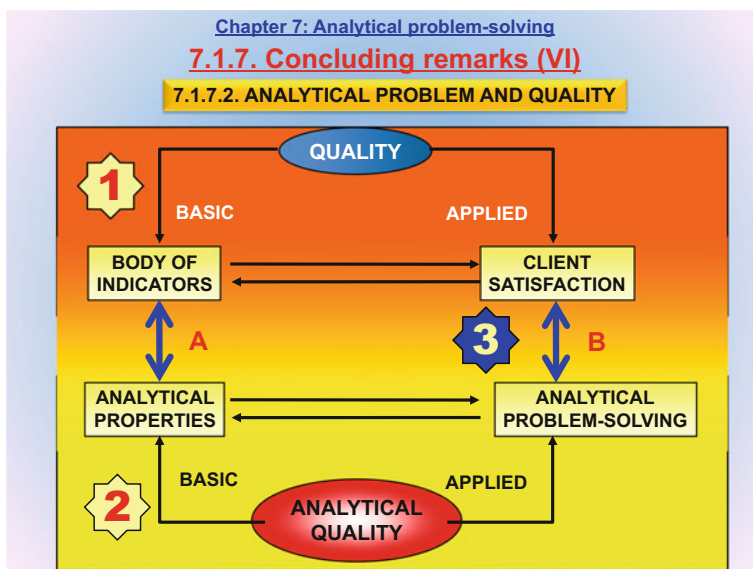 Chapter 7: Analytical problem-solving
7.1.7. Concluding remarks (VI)
7.1.7.2. ANALYTICAL PROBLEM AND QUALITY
QUALITY
1
BASIC
APPLIED
BODY OF
INDICATORS
CLIENT
SATISFACTION
A
3
B
ANALYTICAL
PROPERTIES
ANALYTICAL
PROBLEM-SOLVING
BASIC
APPLIED
2
ANALYTICAL
QUALITY